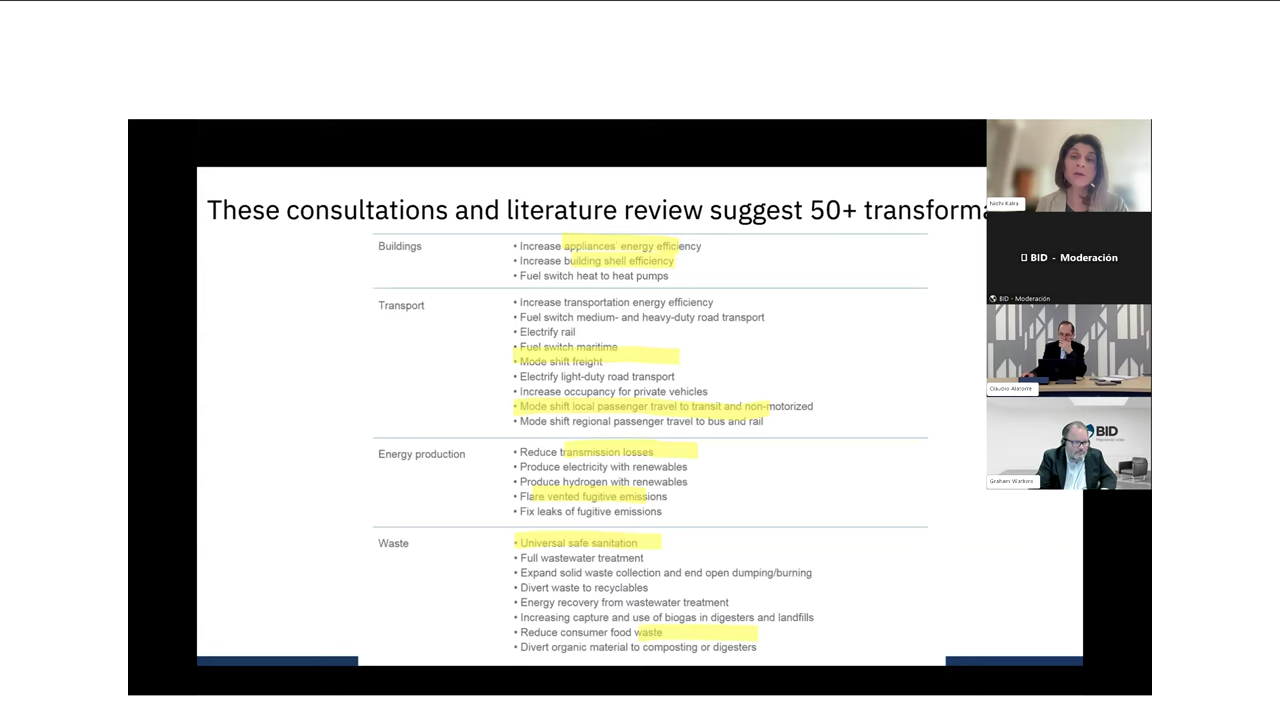 These consultations and literature review suggest 50+ transforma
Buildings
• Increase appliances' energy efficiency
• Increase building shell efficiency
• Fuel switch heat to heat pumps
Transport
• Increase transportation energy efficiency
• Fuel switch medium- and heavy-duty road transport
• Electrify rail
• Fuel switch maritime
• Mode shift freight
• Electrify light-duty road transport
• Increase occupancy for private vehicles
• Mode shift local passenger travel to transit and non-motorized
• Mode shift regional passenger travel to bus and rail
Energy production
• Reduce transmission losses
• Produce electricity with renewables
• Produce hydrogen with renewables
• Flare vented fugitive emissions
• Fix leaks of fugitive emissions
Waste
• Universal safe sanitation
• Full wastewater treatment
• Expand solid waste collection and end open dumping/burning
• Divert waste to recyclables
• Energy recovery from wastewater treatment
• Increasing capture and use of biogas in digesters and landfills
• Reduce consumer food waste
• Divert organic material to composting or digesters
Nidhi Kalra
BID - Moderación
BID - Moderación
Claudio Alatorre
BID
Graham Watkins